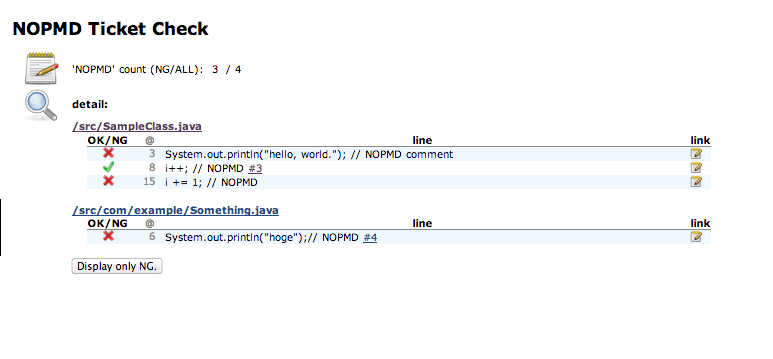 NOPMD Ticket Check
'NOPMD' count (NG/ALL): 3 / 4
detail:
/src/SampleClass.java
OK/NG @ line link
3 System.out.println("hello, world."); // NOPMD comment
8 i++; // NOPMD #3
15 i += 1; // NOPMD
/src/com/example/Something.java
OK/NG @ line link
6 System.out.println("hoge");// NOPMD #4
Display only NG.